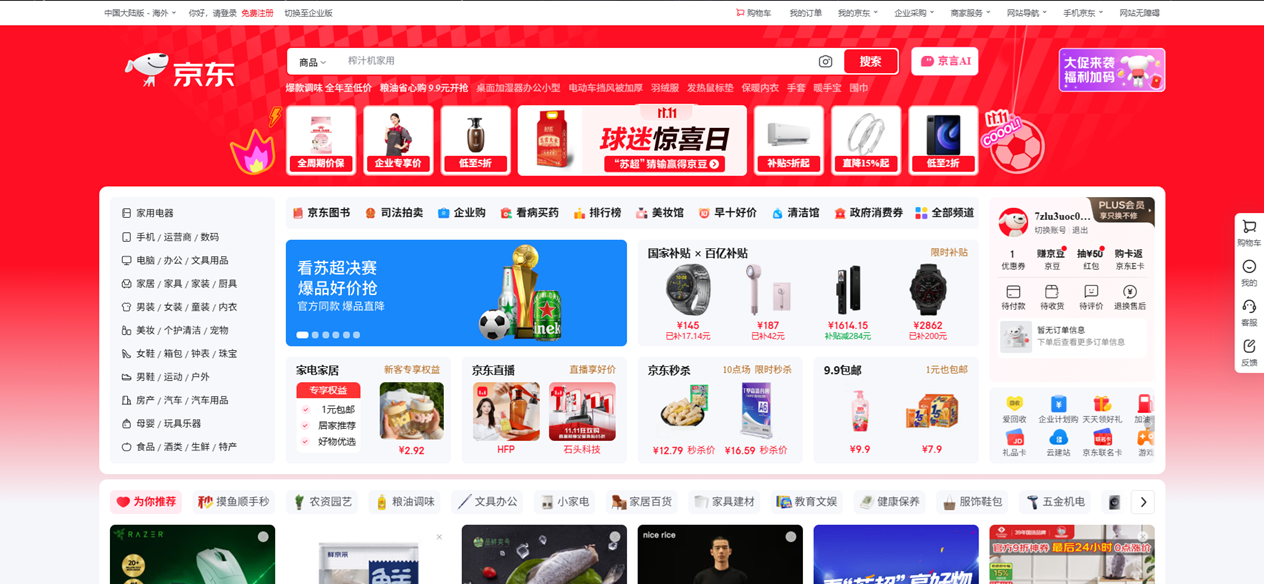 中国大陆版 - 海外
你好，请登录 免费注册 切换至企业版
购物车 我的订单 我的京东 企业采购 商家服务 网站导航 手机京东 网站无障碍
京东
商品 榨汁机家用 搜索
京言AI
大促来袭
福利加码
爆款调味 全年至低价 粮油省心购 9.9元开抢 桌面加湿器办公小型 电动车挡风被加厚 羽绒服 发热鼠标垫 保暖内衣 手套 暖手宝 围巾
全周期价保
企业专享价
低至5折
11.11
球迷惊喜日
“苏超”猜输赢得京豆
补贴5折起
直降15%起
低至2折
11.11
COOOL!
家用电器
手机 / 运营商 / 数码
电脑 / 办公 / 文具用品
家居 / 家具 / 家装 / 厨具
男装 / 女装 / 童装 / 内衣
美妆 / 个护清洁 / 宠物
女鞋 / 箱包 / 钟表 / 珠宝
男鞋 / 运动 / 户外
房产 / 汽车 / 汽车用品
母婴 / 玩具乐器
食品 / 酒类 / 生鲜 / 特产
京东图书 司法拍卖 企业购 看病买药 排行榜 美妆馆 早十好价 清洁馆 政府消费券 全部频道
看苏超决赛
爆品好价抢
官方同款 爆品直降
国家补贴 × 百亿补贴 限时补贴
¥145 ¥187 ¥1614.15 ¥2862
已补17.14元 已补42元 补贴减284元 已补200元
家电家居 新客专享权益
专享权益
1元包邮
居家推荐
好物优选
¥2.92
京东直播 直播享好价
11.11狂欢购
HFP 石头科技
京东秒杀 10点场 限时秒杀
¥12.79 秒杀价 ¥16.59 秒杀价
9.9包邮 1元也包邮
¥9.9 ¥7.9
7zlu3uoc0...
切换账号 退出
PLUS会员
享只换不修
1 赚京豆 抽¥50 购卡返
优惠券 京豆 红包 京东E卡
待付款 待收货 待评价 退换售后
暂无订单信息
下单后查看更多订单信息
爱回收 企业计划购 天天领好礼 加油
礼品卡 云建站 京东联名卡 游戏
购物车
我的
客服
反馈
为你推荐 摸鱼顺手秒 农资园艺 粮油调味 文具办公 小家电 家居百货 家具建材 教育文娱 健康保养 服饰鞋包 五金机电
RAZER
20+
鲜京采
nice rice
官方9折神券 最后24小时 0点涨价
15%